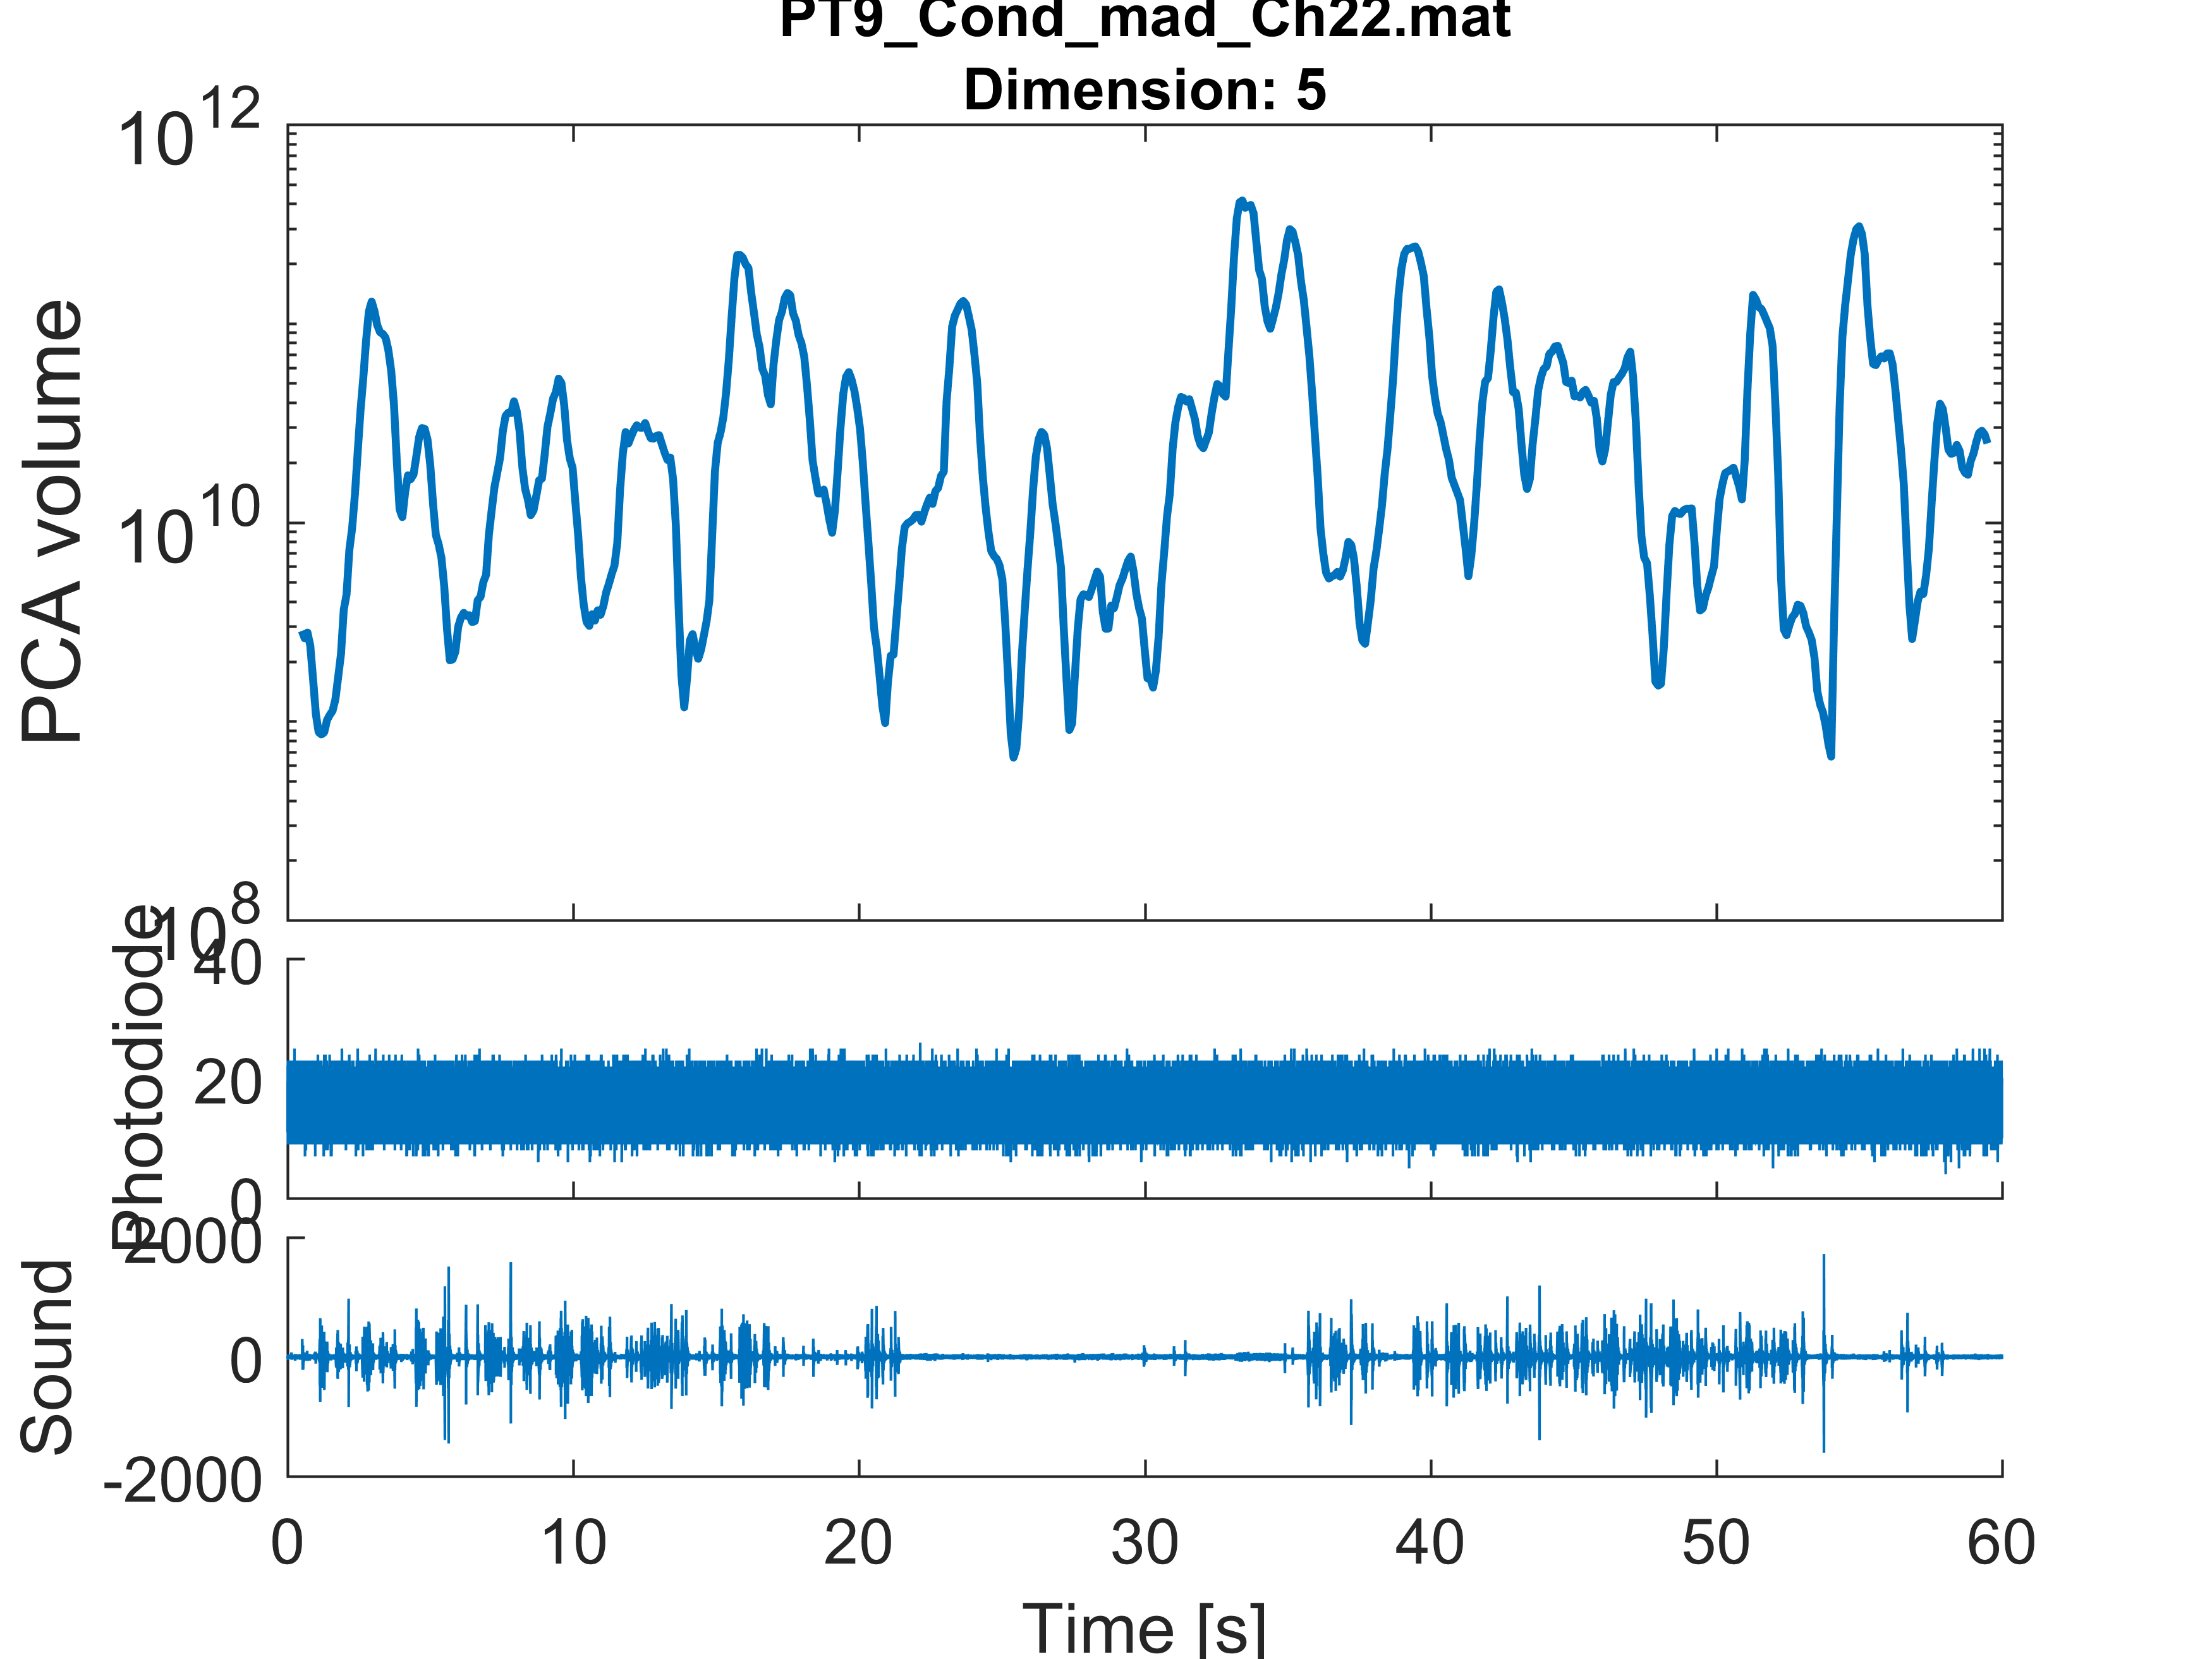 PT9_Cond_mad_Ch22.mat
Dimension: 5
10^12
10^10
10^8
PCA volume
40
20
0
Photodiode
2000
0
-2000
Sound
0 10 20 30 40 50 60
Time [s]